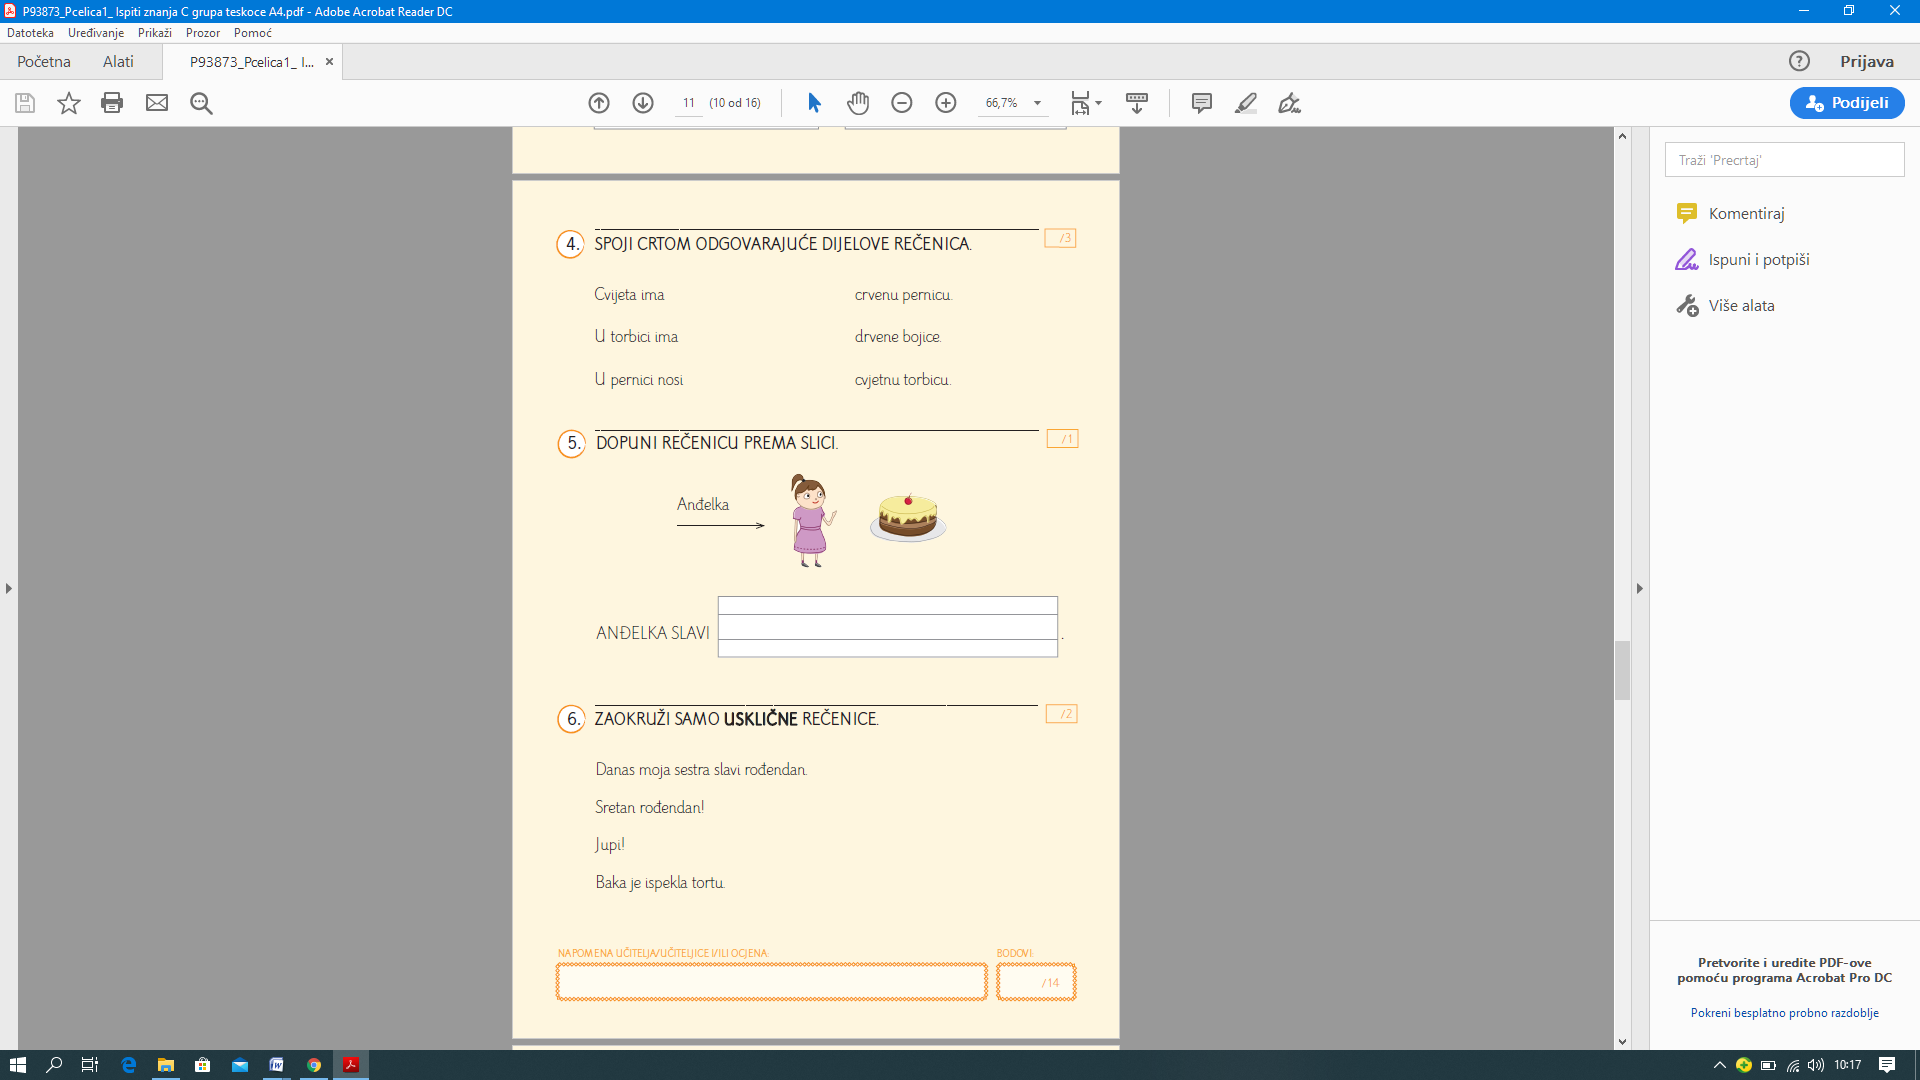 P93873_Pcelica1_ Ispiti znanja C grupa teskoce A4.pdf - Adobe Acrobat Reader DC
Datoteka Uređivanje Prikaži Prozor Pomoć
Početna Alati P93873_Pcelica1_ I... × ? Prijava
11 (10 od 16) 66,7% Podijeli
Traži 'Precrtaj'
Komentiraj
Ispuni i potpiši
Više alata
4. SPOJI CRTOM ODGOVARAJUĆE DIJELOVE REČENICA. /3
Cvijeta ima crvenu pernicu.
U torbici ima drvene bojice.
U pernici nosi cvjetnu torbicu.
5. DOPUNI REČENICU PREMA SLICI. /1
Anđelka
ANĐELKA SLAVI .
6. ZAOKRUŽI SAMO USKLIČNE REČENICE. /2
Danas moja sestra slavi rođendan.
Sretan rođendan!
Jupi!
Baka je ispekla tortu.
NAPOMENA UČITELJA/UČITELJICE I/ILI OCJENA: BODOVI:
/14
Pretvorite i uredite PDF-ove
pomoću programa Acrobat Pro DC
Pokreni besplatno probno razdoblje
10:17